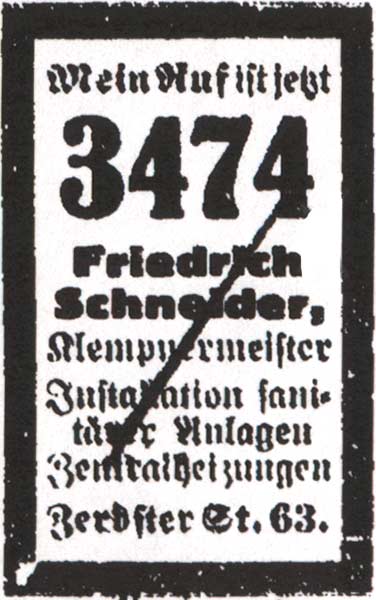 Mein Ruf ist jetzt
3474
Friedrich
Schneider,
Klempnermeister
Installation sani-
tärer Anlagen
Zentralheizungen
Zerbster St. 63.